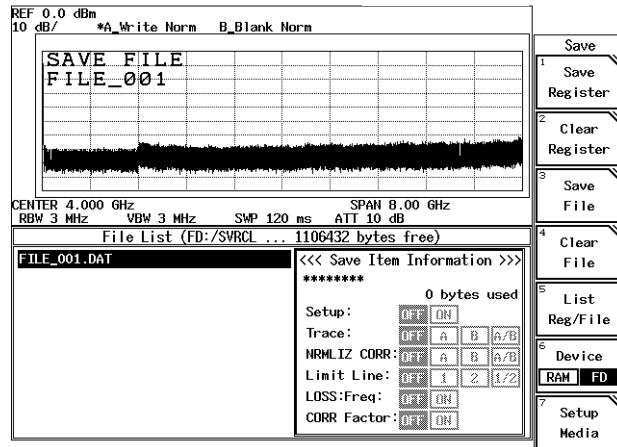 REF 0.0 dBm
10 dB/ *A_Write Norm B_Blank Norm
SAVE FILE
FILE_001
CENTER 4.000 GHz SPAN 8.00 GHz
RBW 3 MHz VBW 3 MHz SWP 120 ms ATT 10 dB
File List (FD:/SVRCL ... 1106432 bytes free)
FILE_001.DAT
<<< Save Item Information >>>
********
0 bytes used
Setup: OFF ON
Trace: OFF A B A/B
NRMLIZ CORR: OFF A B A/B
Limit Line: OFF 1 2 1/2
LOSS:Freq: OFF ON
CORR Factor: OFF ON
Save
1 Save
Register
2 Clear
Register
3 Save
File
4 Clear
File
5 List
Reg/File
6 Device
RAM FD
7 Setup
Media